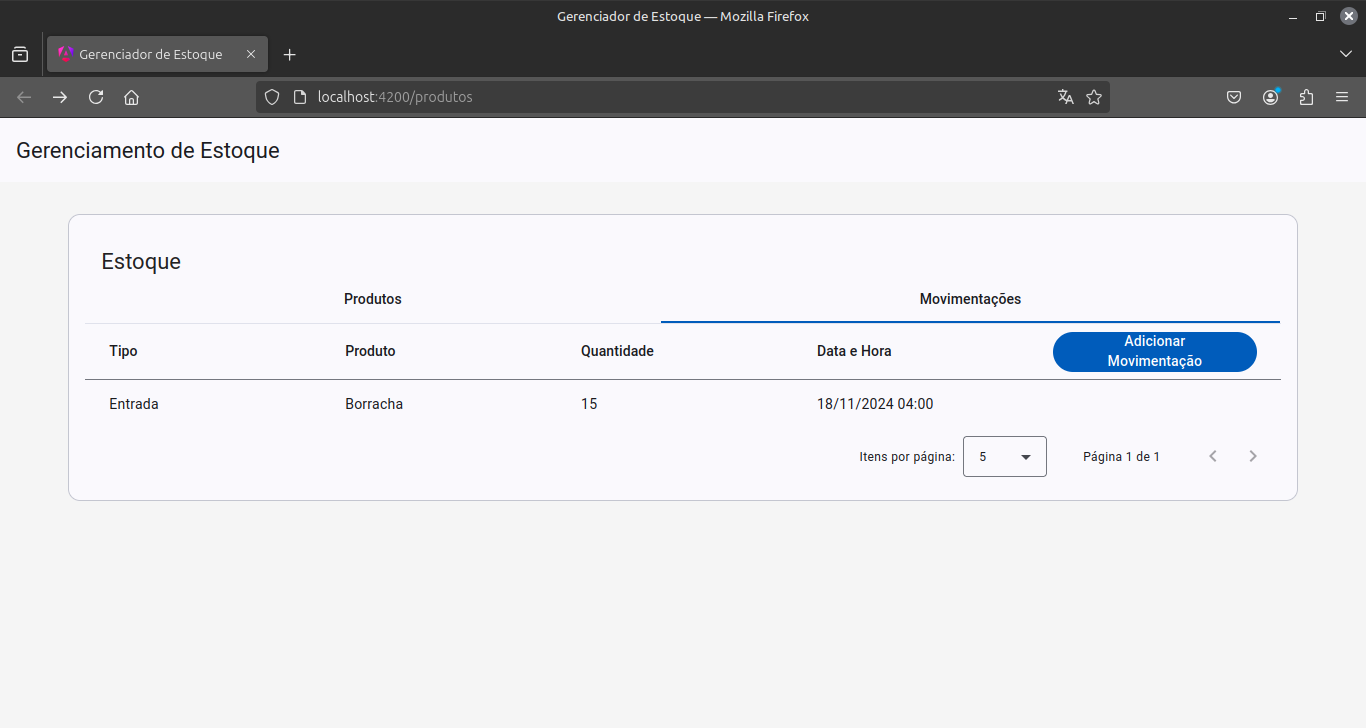 Gerenciador de Estoque — Mozilla Firefox
Gerenciador de Estoque
localhost:4200/produtos
Gerenciamento de Estoque
Estoque
Produtos
Movimentações
Tipo
Produto
Quantidade
Data e Hora
Adicionar
Movimentação
Entrada
Borracha
15
18/11/2024 04:00
Itens por página:
5
Página 1 de 1